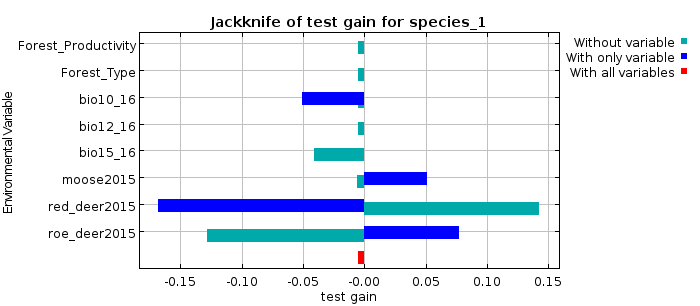 Jackknife of test gain for species_1
Forest_Productivity
Forest_Type
bio10_16
bio12_16
bio15_16
moose2015
red_deer2015
roe_deer2015
Environmental Variable
-0.15 -0.10 -0.05 -0.00 0.05 0.10 0.15
test gain
Without variable
With only variable
With all variables